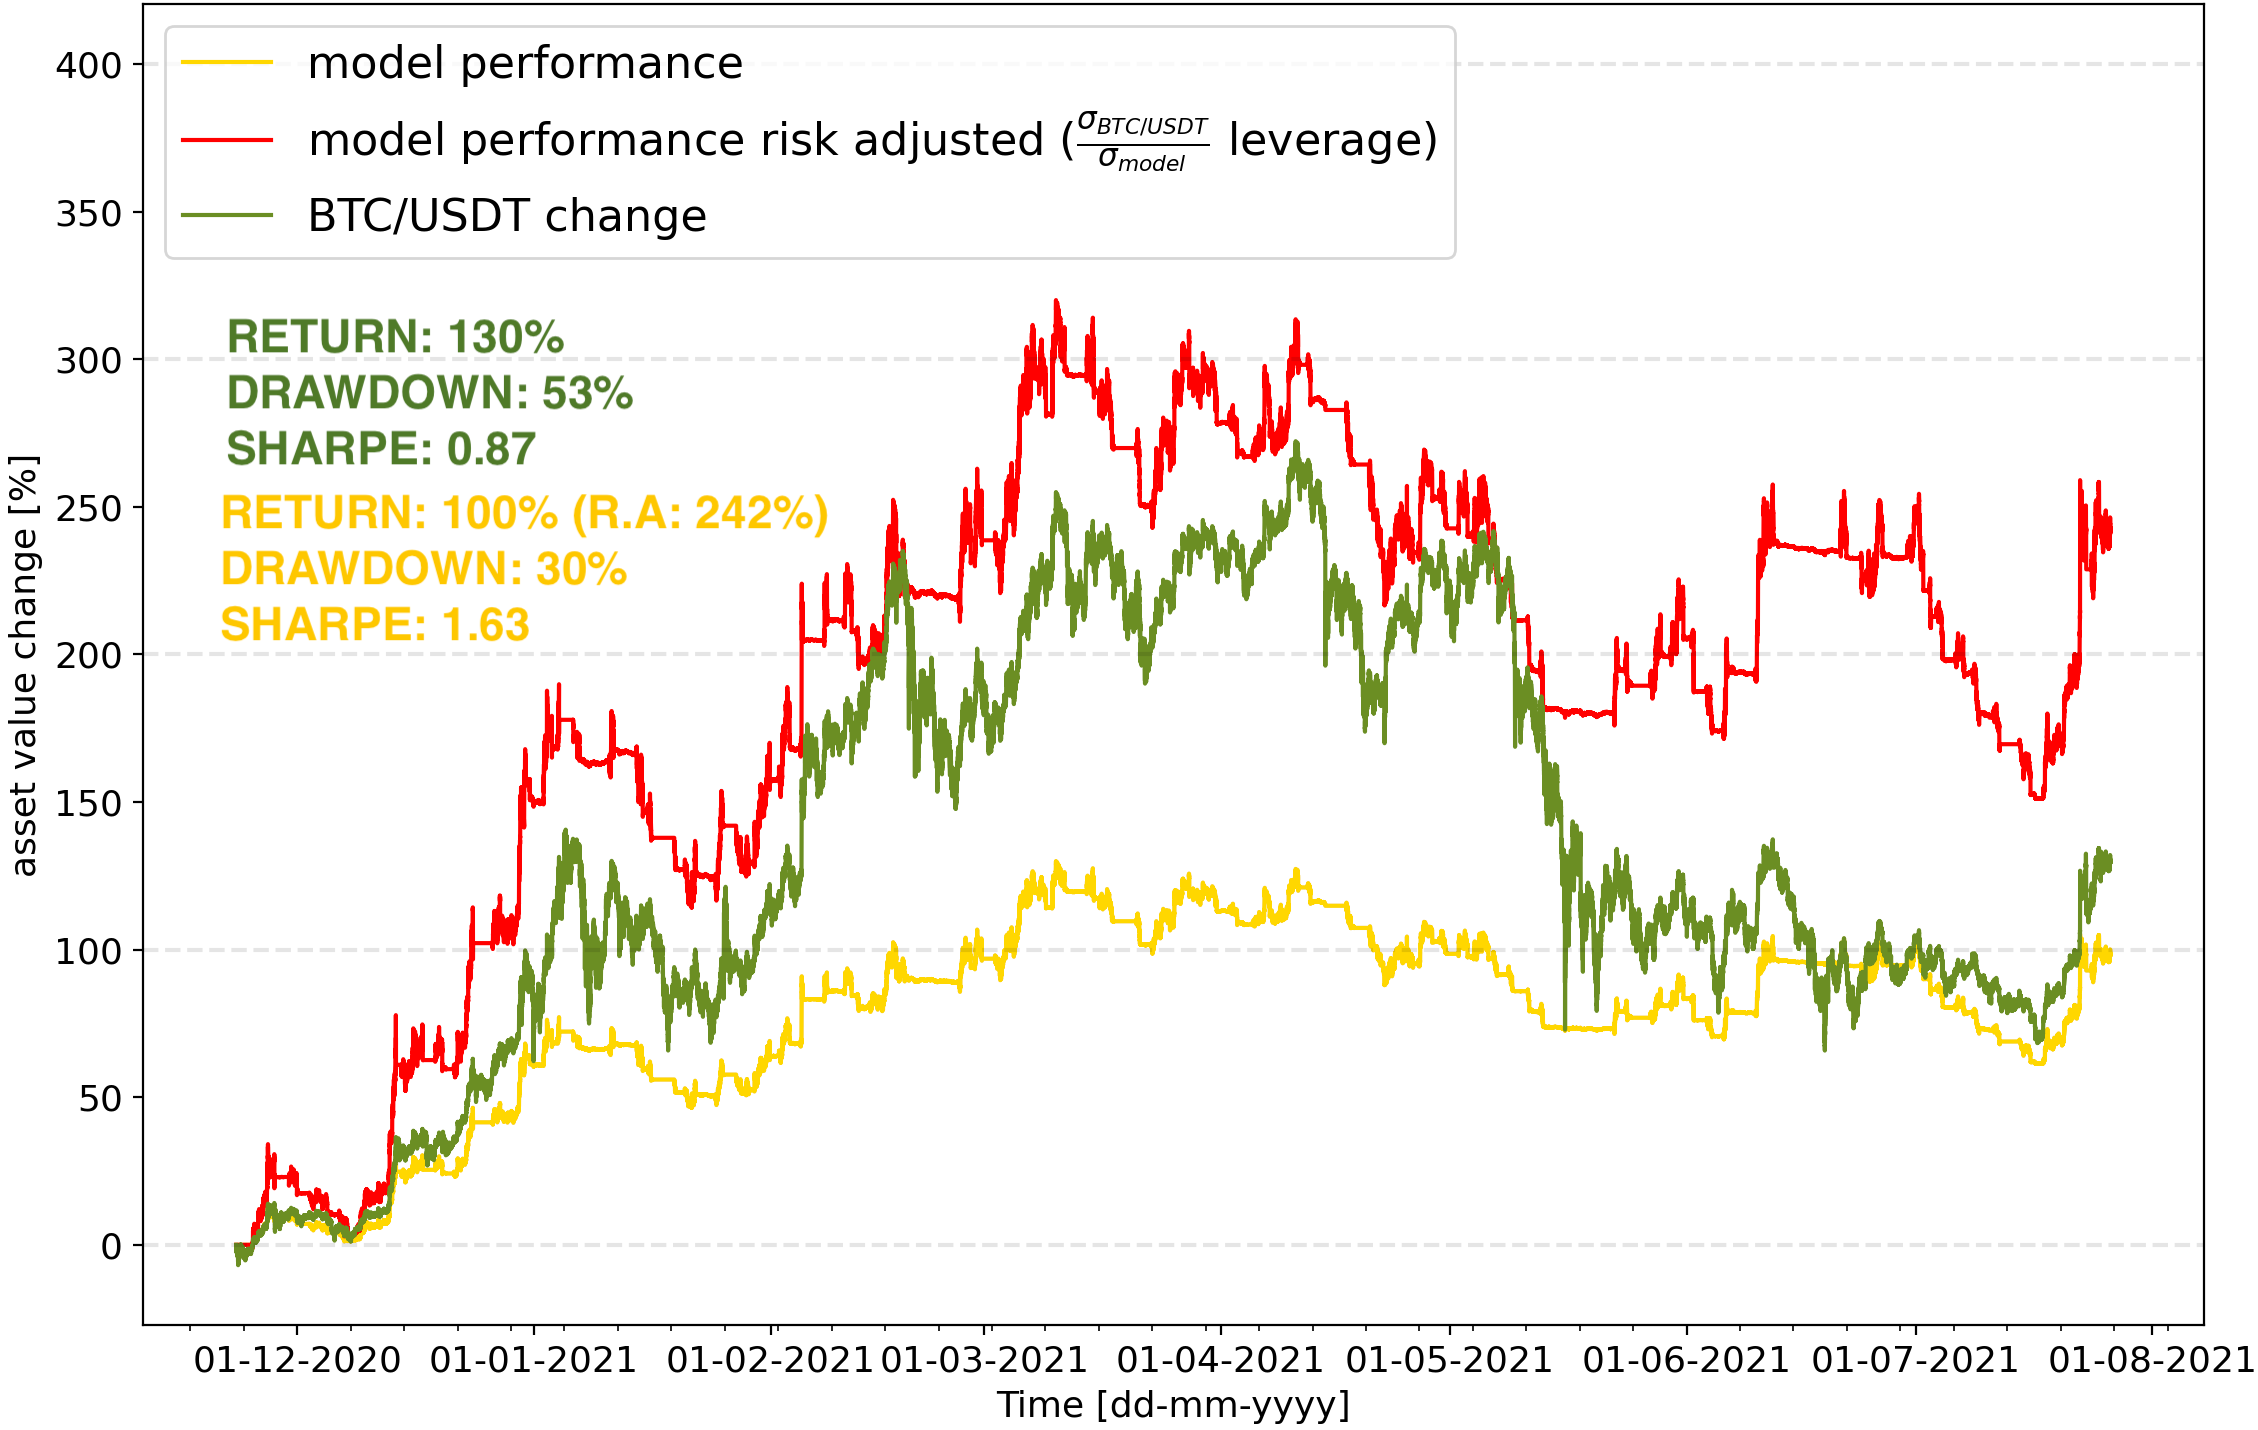 model performance
model performance risk adjusted (σBTC/USDT / σmodel leverage)
BTC/USDT change
RETURN: 130%
DRAWDOWN: 53%
SHARPE: 0.87
RETURN: 100% (R.A: 242%)
DRAWDOWN: 30%
SHARPE: 1.63
asset value change [%]
400
350
300
250
200
150
100
50
0
01-12-2020 01-01-2021 01-02-2021 01-03-2021 01-04-2021 01-05-2021 01-06-2021 01-07-2021 01-08-2021
Time [dd-mm-yyyy]